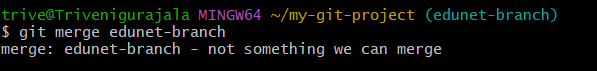 trive@Trivenigurajala MINGW64 ~/my-git-project (edunet-branch)
$ git merge edunet-branch
merge: edunet-branch - not something we can merge